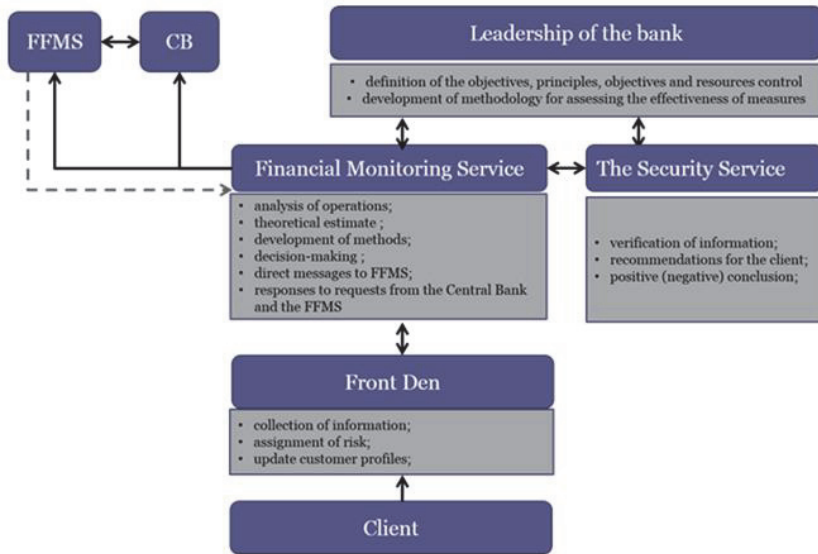 FFMS
CB
Leadership of the bank
• definition of the objectives, principles, objectives and resources control
• development of methodology for assessing the effectiveness of measures
Financial Monitoring Service
• analysis of operations;
• theoretical estimate ;
• development of methods;
• decision-making ;
• direct messages to FFMS;
• responses to requests from the Central Bank
and the FFMS
The Security Service
• verification of information;
• recommendations for the client;
• positive (negative) conclusion;
Front Den
• collection of information;
• assignment of risk;
• update customer profiles;
Client